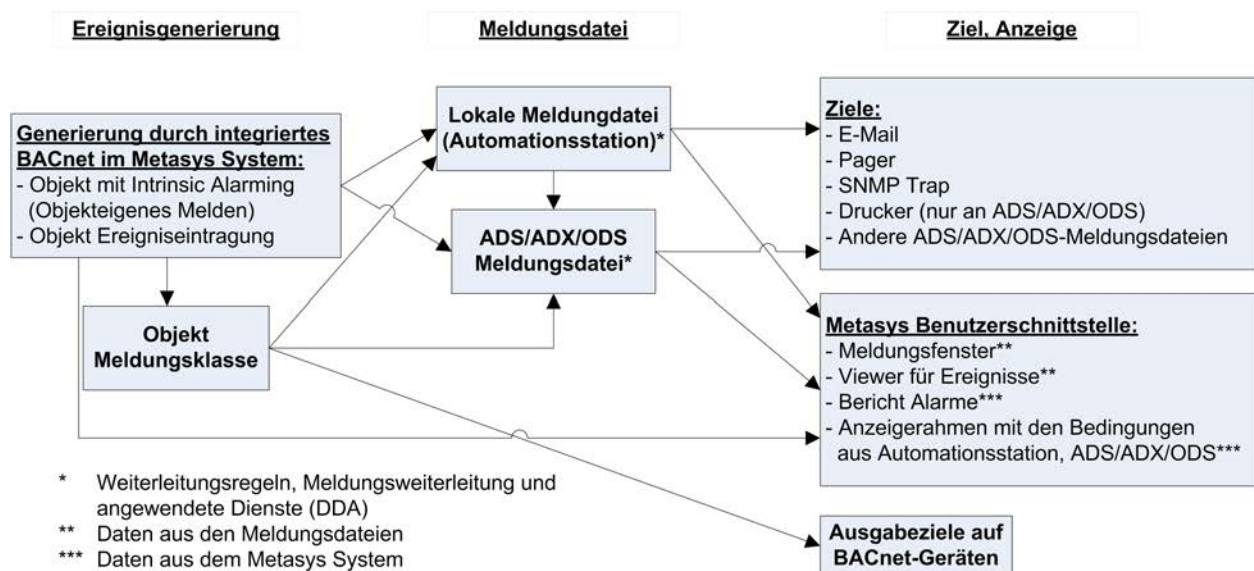 Ereignisgenerierung
Meldungsdatei
Ziel, Anzeige
Generierung durch integriertes
BACnet im Metasys System:
- Objekt mit Intrinsic Alarming
(Objekteigenes Melden)
- Objekt Ereigniseintragung
Objekt
Meldungsklasse
Lokale Meldungdatei
(Automationsstation)*
ADS/ADX/ODS
Meldungsdatei*
Ziele:
- E-Mail
- Pager
- SNMP Trap
- Drucker (nur an ADS/ADX/ODS)
- Andere ADS/ADX/ODS-Meldungsdateien
Metasys Benutzerschnittstelle:
- Meldungsfenster**
- Viewer für Ereignisse**
- Bericht Alarme***
- Anzeigerahmen mit den Bedingungen
aus Automationsstation, ADS/ADX/ODS***
Ausgabeziele auf
BACnet-Geräten
* Weiterleitungsregeln, Meldungsweiterleitung und
angewendete Dienste (DDA)
** Daten aus den Meldungsdateien
*** Daten aus dem Metasys System